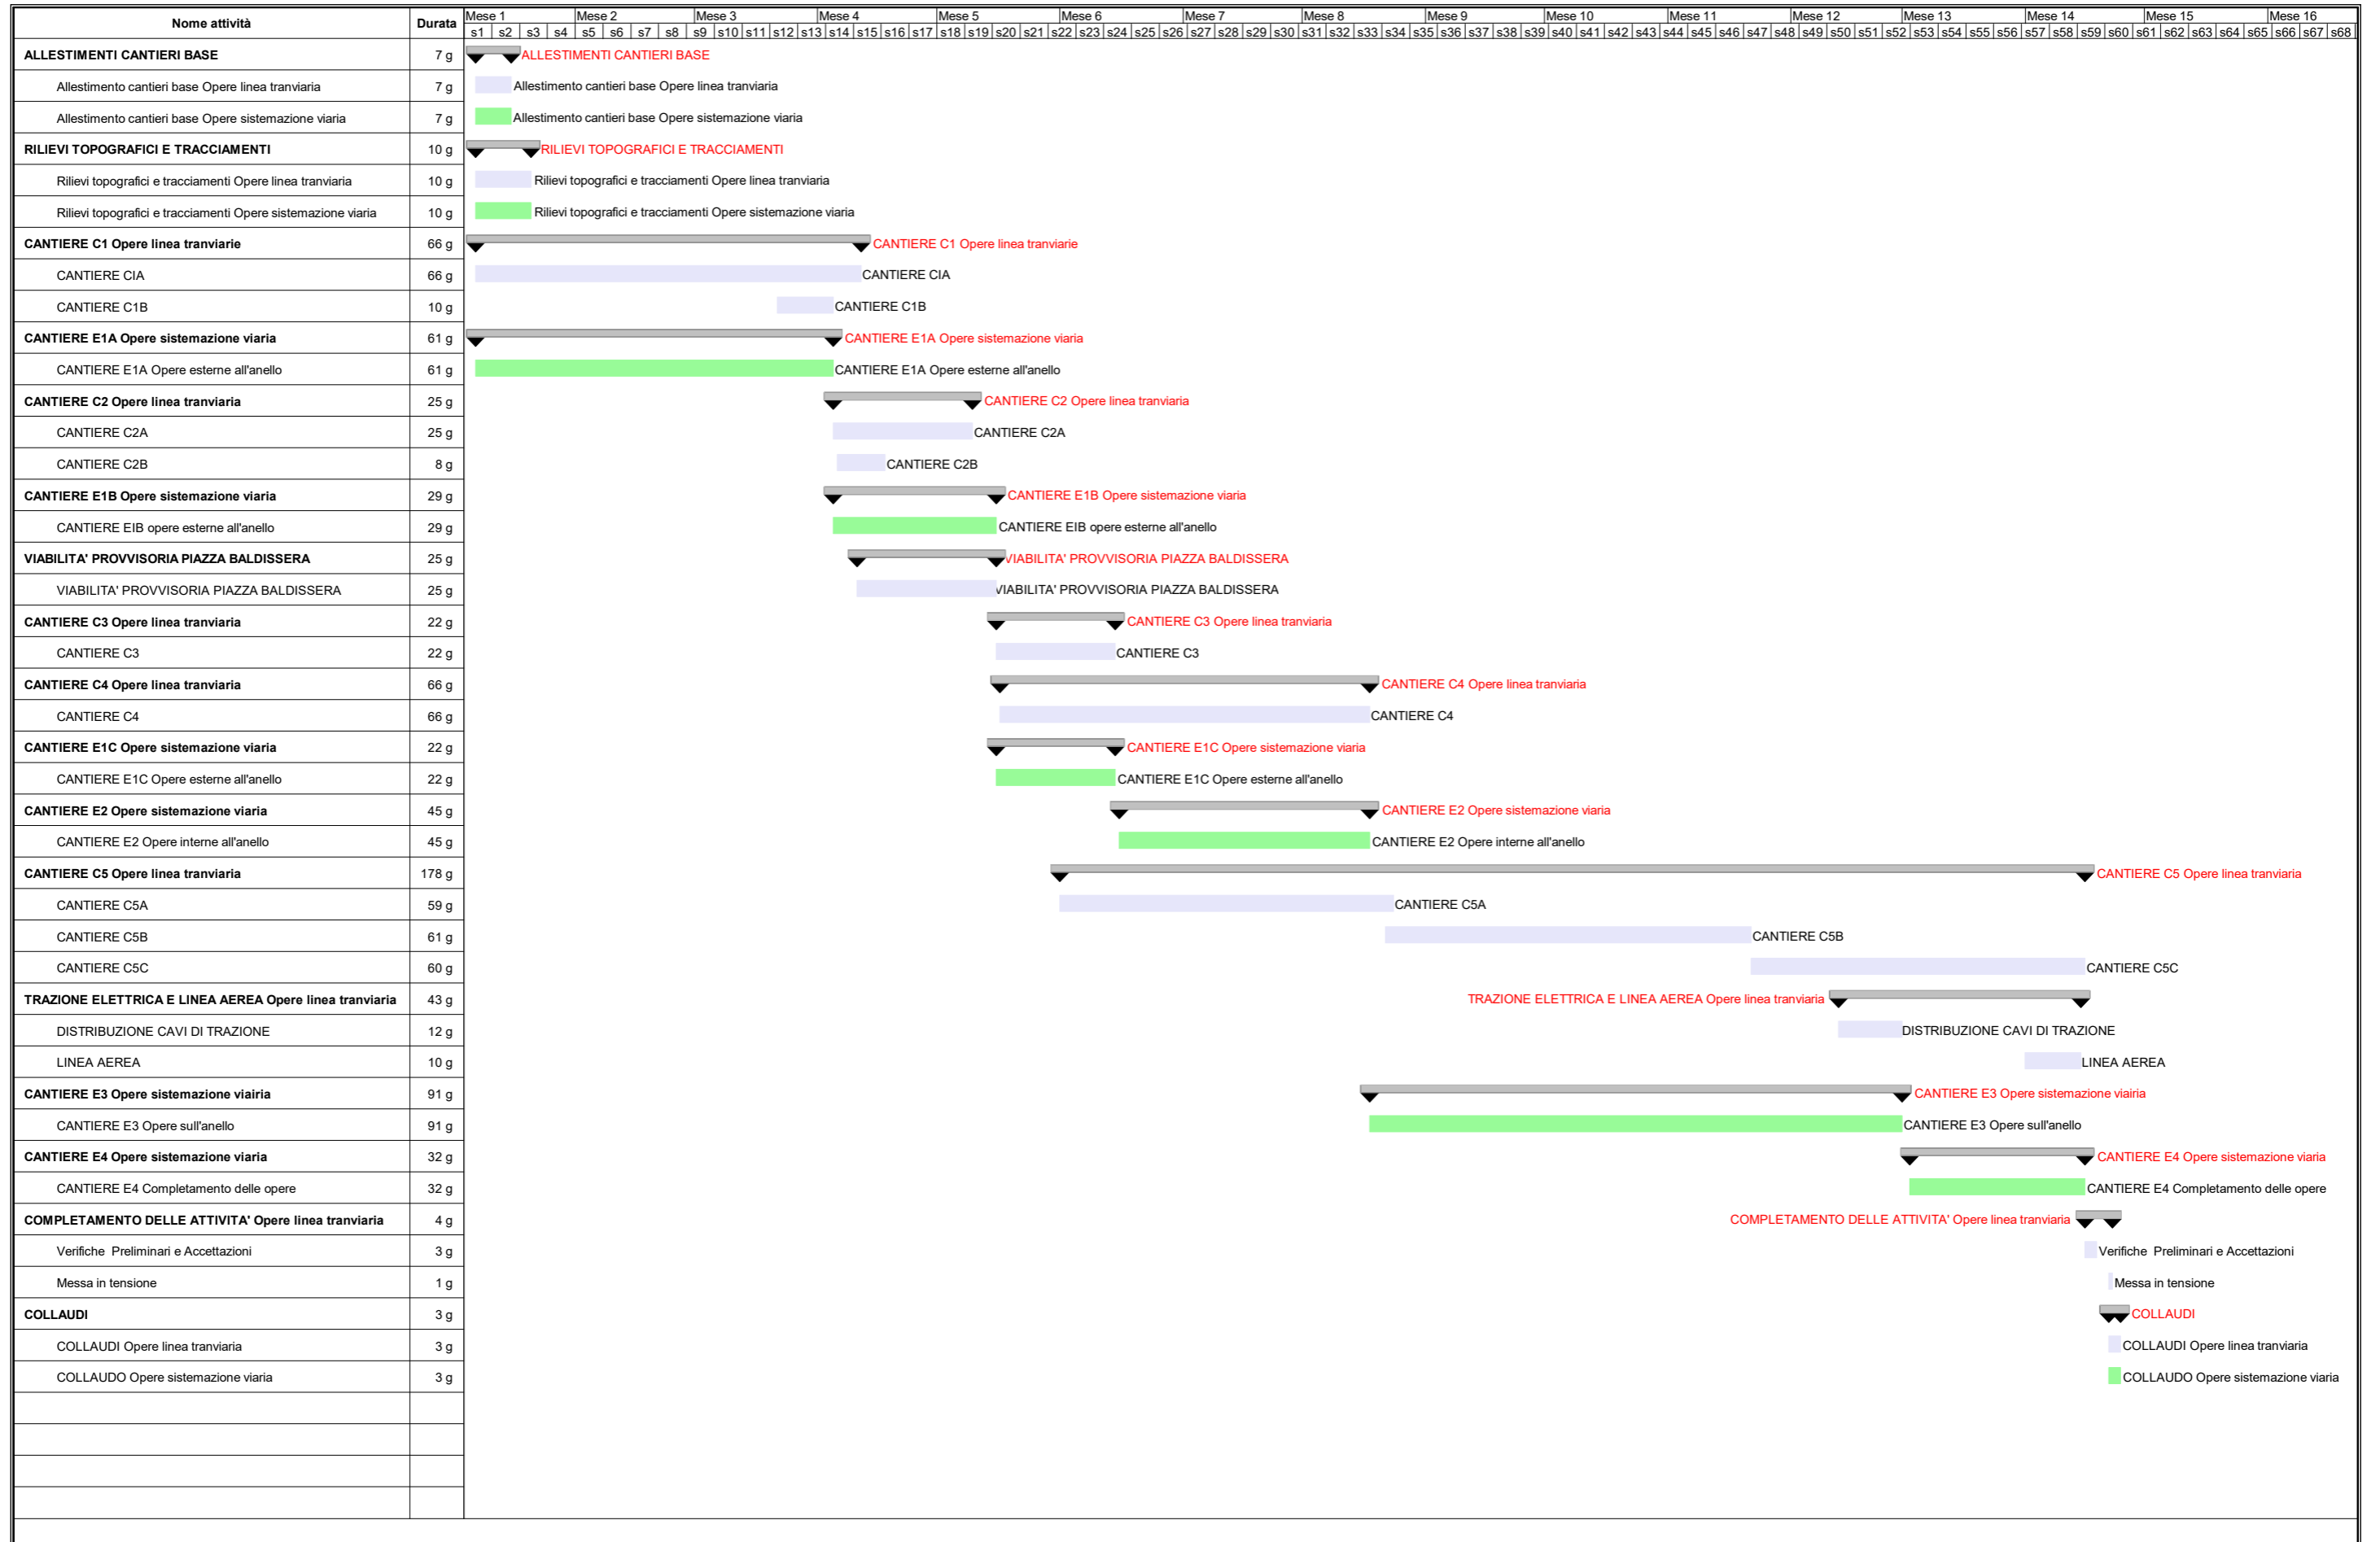 Nome attività Durata Mese 1 Mese 2 Mese 3 Mese 4 Mese 5 Mese 6 Mese 7 Mese 8 Mese 9 Mese 10 Mese 11 Mese 12 Mese 13 Mese 14 Mese 15 Mese 16
s1 s2 s3 s4 s5 s6 s7 s8 s9 s10 s11 s12 s13 s14 s15 s16 s17 s18 s19 s20 s21 s22 s23 s24 s25 s26 s27 s28 s29 s30 s31 s32 s33 s34 s35 s36 s37 s38 s39 s40 s41 s42 s43 s44 s45 s46 s47 s48 s49 s50 s51 s52 s53 s54 s55 s56 s57 s58 s59 s60 s61 s62 s63 s64 s65 s66 s67 s68
ALLESTIMENTI CANTIERI BASE 7 g ALLESTIMENTI CANTIERI BASE
Allestimento cantieri base Opere linea tranviaria 7 g Allestimento cantieri base Opere linea tranviaria
Allestimento cantieri base Opere sistemazione viaria 7 g Allestimento cantieri base Opere sistemazione viaria
RILIEVI TOPOGRAFICI E TRACCIAMENTI 10 g RILIEVI TOPOGRAFICI E TRACCIAMENTI
Rilievi topografici e tracciamenti Opere linea tranviaria 10 g Rilievi topografici e tracciamenti Opere linea tranviaria
Rilievi topografici e tracciamenti Opere sistemazione viaria 10 g Rilievi topografici e tracciamenti Opere sistemazione viaria
CANTIERE C1 Opere linea tranviarie 66 g CANTIERE C1 Opere linea tranviarie
CANTIERE CIA 66 g CANTIERE CIA
CANTIERE C1B 10 g CANTIERE C1B
CANTIERE E1A Opere sistemazione viaria 61 g CANTIERE E1A Opere sistemazione viaria
CANTIERE E1A Opere esterne all'anello 61 g CANTIERE E1A Opere esterne all'anello
CANTIERE C2 Opere linea tranviaria 25 g CANTIERE C2 Opere linea tranviaria
CANTIERE C2A 25 g CANTIERE C2A
CANTIERE C2B 8 g CANTIERE C2B
CANTIERE E1B Opere sistemazione viaria 29 g CANTIERE E1B Opere sistemazione viaria
CANTIERE EIB opere esterne all'anello 29 g CANTIERE EIB opere esterne all'anello
VIABILITA' PROVVISORIA PIAZZA BALDISSERA 25 g VIABILITA' PROVVISORIA PIAZZA BALDISSERA
VIABILITA' PROVVISORIA PIAZZA BALDISSERA 25 g VIABILITA' PROVVISORIA PIAZZA BALDISSERA
CANTIERE C3 Opere linea tranviaria 22 g CANTIERE C3 Opere linea tranviaria
CANTIERE C3 22 g CANTIERE C3
CANTIERE C4 Opere linea tranviaria 66 g CANTIERE C4 Opere linea tranviaria
CANTIERE C4 66 g CANTIERE C4
CANTIERE E1C Opere sistemazione viaria 22 g CANTIERE E1C Opere sistemazione viaria
CANTIERE E1C Opere esterne all'anello 22 g CANTIERE E1C Opere esterne all'anello
CANTIERE E2 Opere sistemazione viaria 45 g CANTIERE E2 Opere sistemazione viaria
CANTIERE E2 Opere interne all'anello 45 g CANTIERE E2 Opere interne all'anello
CANTIERE C5 Opere linea tranviaria 178 g CANTIERE C5 Opere linea tranviaria
CANTIERE C5A 59 g CANTIERE C5A
CANTIERE C5B 61 g CANTIERE C5B
CANTIERE C5C 60 g CANTIERE C5C
TRAZIONE ELETTRICA E LINEA AEREA Opere linea tranviaria 43 g TRAZIONE ELETTRICA E LINEA AEREA Opere linea tranviaria
DISTRIBUZIONE CAVI DI TRAZIONE 12 g DISTRIBUZIONE CAVI DI TRAZIONE
LINEA AEREA 10 g LINEA AEREA
CANTIERE E3 Opere sistemazione viairia 91 g CANTIERE E3 Opere sistemazione viairia
CANTIERE E3 Opere sull'anello 91 g CANTIERE E3 Opere sull'anello
CANTIERE E4 Opere sistemazione viaria 32 g CANTIERE E4 Opere sistemazione viaria
CANTIERE E4 Completamento delle opere 32 g CANTIERE E4 Completamento delle opere
COMPLETAMENTO DELLE ATTIVITA' Opere linea tranviaria 4 g COMPLETAMENTO DELLE ATTIVITA' Opere linea tranviaria
Verifiche Preliminari e Accettazioni 3 g Verifiche Preliminari e Accettazioni
Messa in tensione 1 g Messa in tensione
COLLAUDI 3 g COLLAUDI
COLLAUDI Opere linea tranviaria 3 g COLLAUDI Opere linea tranviaria
COLLAUDO Opere sistemazione viaria 3 g COLLAUDO Opere sistemazione viaria